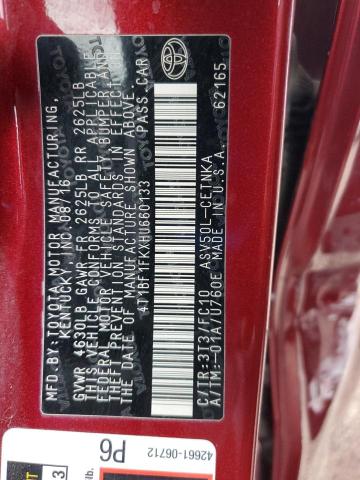 MFD. BY: TOYOTA MOTOR MANUFACTURING,
KENTUCKY, INC. 08/16
GVWR 4630LB GAWR FR 2625LB RR 2625LB
THIS VEHICLE CONFORMS TO ALL APPLICABLE
FEDERAL MOTOR VEHICLE SAFETY, BUMPER, AND
THEFT PREVENTION STANDARDS IN EFFECT ON
THE DATE OF MANUFACTURE SHOWN ABOVE.
4T1BF1FKXHU660133 PASS. CAR
C/TR: 3T3/FC10 ASV50L-CETNKA
A/TM: -01A/U760E MADE IN U.S.A.
62165
TOYOTA
42661-06712
P6
lb.
3